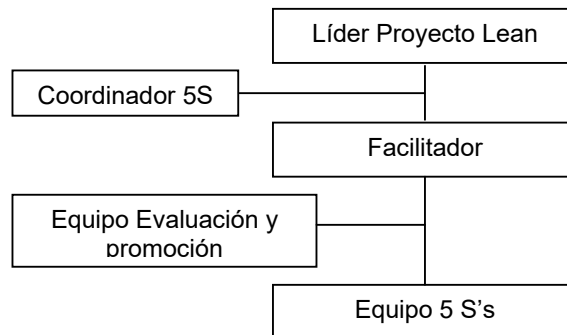 Líder Proyecto Lean
Coordinador 5S
Facilitador
Equipo Evaluación y
promoción
Equipo 5 S's